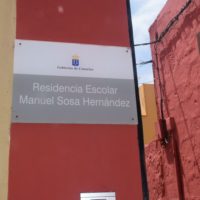 Gobierno de Canarias
Residencia Escolar
Manuel Sosa Hernández